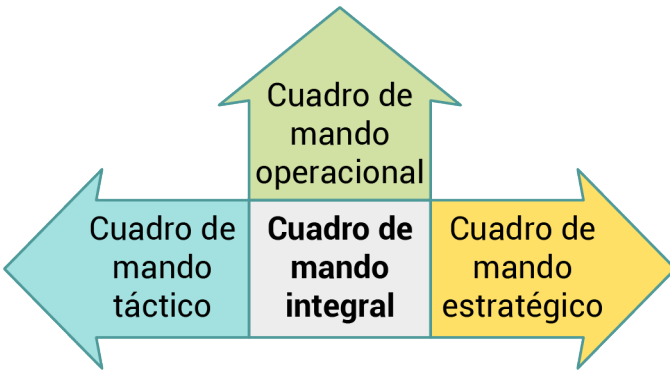 Cuadro de
mando
operacional
Cuadro de
mando
táctico
Cuadro de
mando
integral
Cuadro de
mando
estratégico